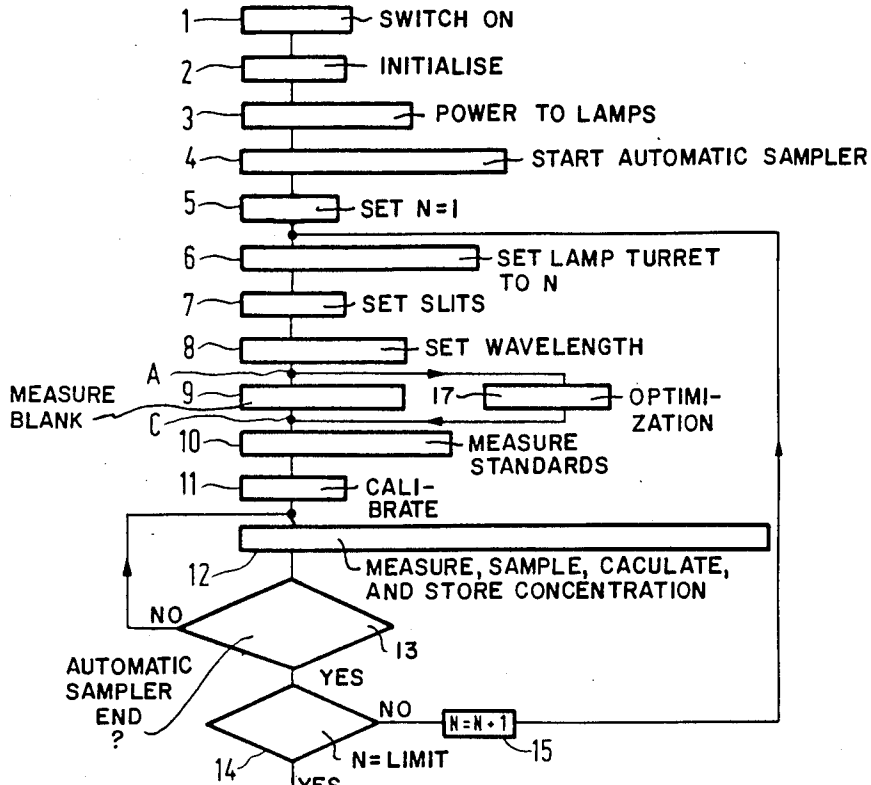 1 SWITCH ON
2 INITIALISE
3 POWER TO LAMPS
4 START AUTOMATIC SAMPLER
5 SET N=1
6 SET LAMP TURRET
TO N
7 SET SLITS
8 SET WAVELENGTH
A
MEASURE
BLANK
9
17 OPTIMI-
ZATION
C
10 MEASURE
STANDARDS
11 CALI-
BRATE
12 MEASURE, SAMPLE, CACULATE,
AND STORE CONCENTRATION
NO
13
AUTOMATIC
SAMPLER
END
?
YES
NO
N=N+1
15
14 N=LIMIT
YES